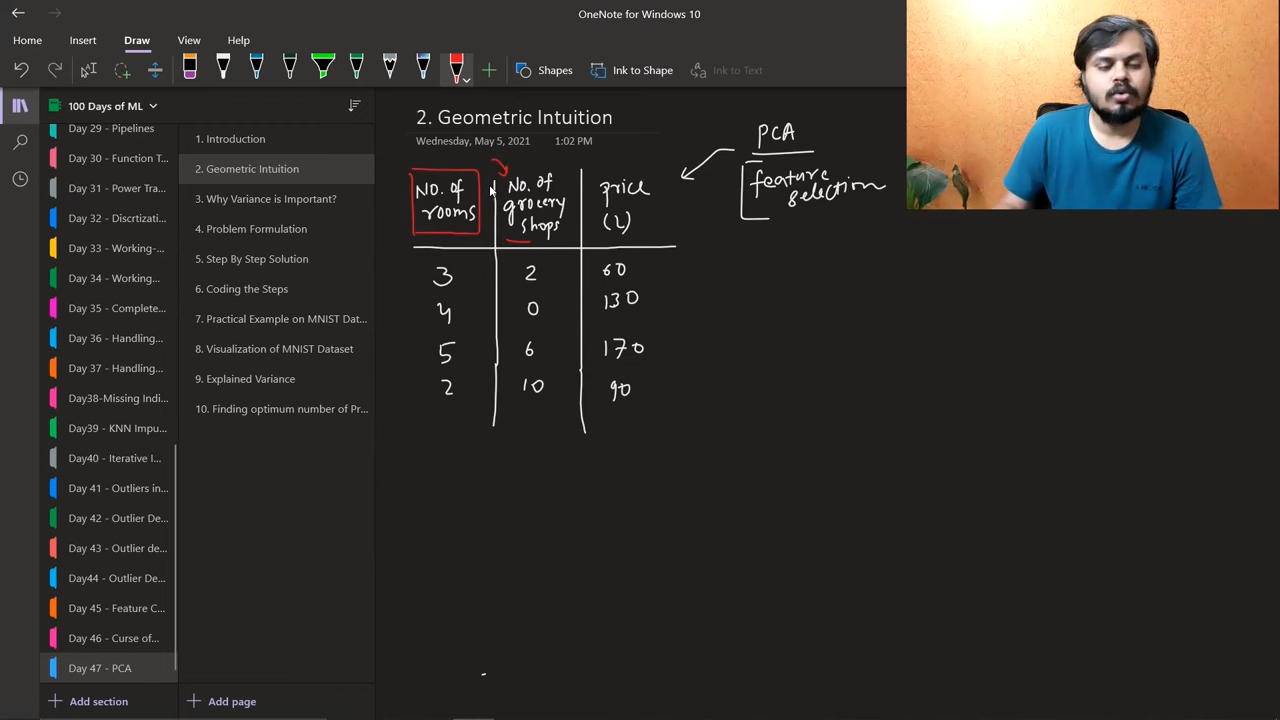 OneNote for Windows 10
Home Insert Draw View Help
Shapes Ink to Shape Ink to Text
100 Days of ML
Day 29 - Pipelines
Day 30 - Function T...
Day 31 - Power Tra...
Day 32 - Discrtizati...
Day 33 - Working-...
Day 34 - Working...
Day 35 - Complete...
Day 36 - Handling...
Day 37 - Handling...
Day38-Missing Indi...
Day39 - KNN Impu...
Day40 - Iterative I...
Day 41 - Outliers in...
Day 42 - Outlier De...
Day 43 - Outlier de...
Day44 - Outlier De...
Day 45 - Feature C...
Day 46 - Curse of...
Day 47 - PCA
Add section
1. Introduction
2. Geometric Intuition
3. Why Variance is Important?
4. Problem Formulation
5. Step By Step Solution
6. Coding the Steps
7. Practical Example on MNIST Dat...
8. Visualization of MNIST Dataset
9. Explained Variance
10. Finding optimum number of Pr...
Add page
2. Geometric Intuition
Wednesday, May 5, 2021 1:02 PM
No. of
rooms
No. of
grocery
shops
price
(L)
3 2 60
4 0 130
5 6 170
2 10 90
PCA
feature
selection